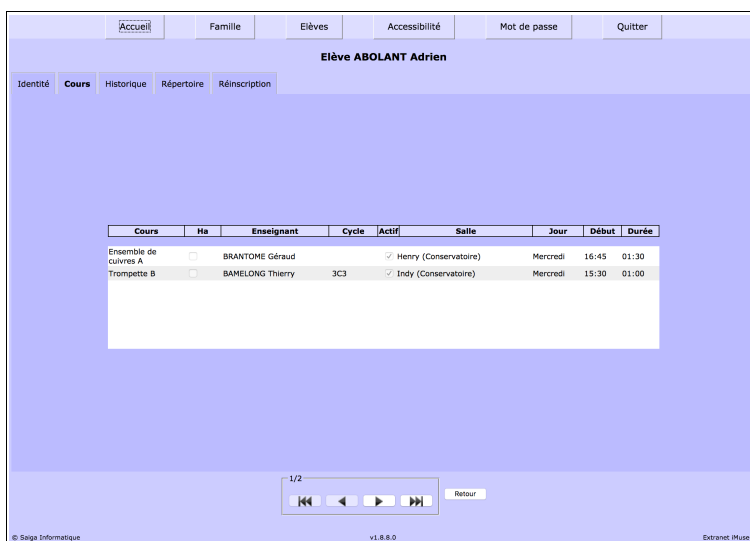 Accueil Famille Elèves Accessibilité Mot de passe Quitter
Elève ABOLANT Adrien
Identité Cours Historique Répertoire Réinscription
Cours Ha Enseignant Cycle Actif Salle Jour Début Durée
Ensemble de
cuivres A BRANTOME Géraud Henry (Conservatoire) Mercredi 16:45 01:30
Trompette B BAMELONG Thierry 3C3 Indy (Conservatoire) Mercredi 15:30 01:00
1/2
Retour
© Saiga Informatique v1.8.8.0 Extranet iMuse